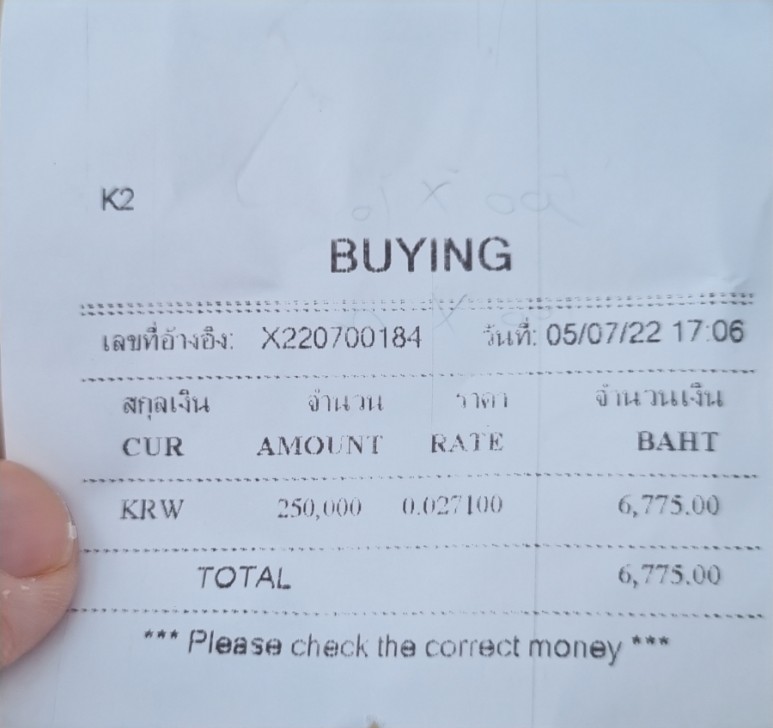 K2
BUYING
เลขที่อ้างอิง: X220700184 วันที่: 05/07/22 17:06
สกุลเงิน จำนวน ราคา จำนวนเงิน
CUR AMOUNT RATE BAHT
KRW 250,000 0.027100 6,775.00
TOTAL 6,775.00
*** Please check the correct money ***